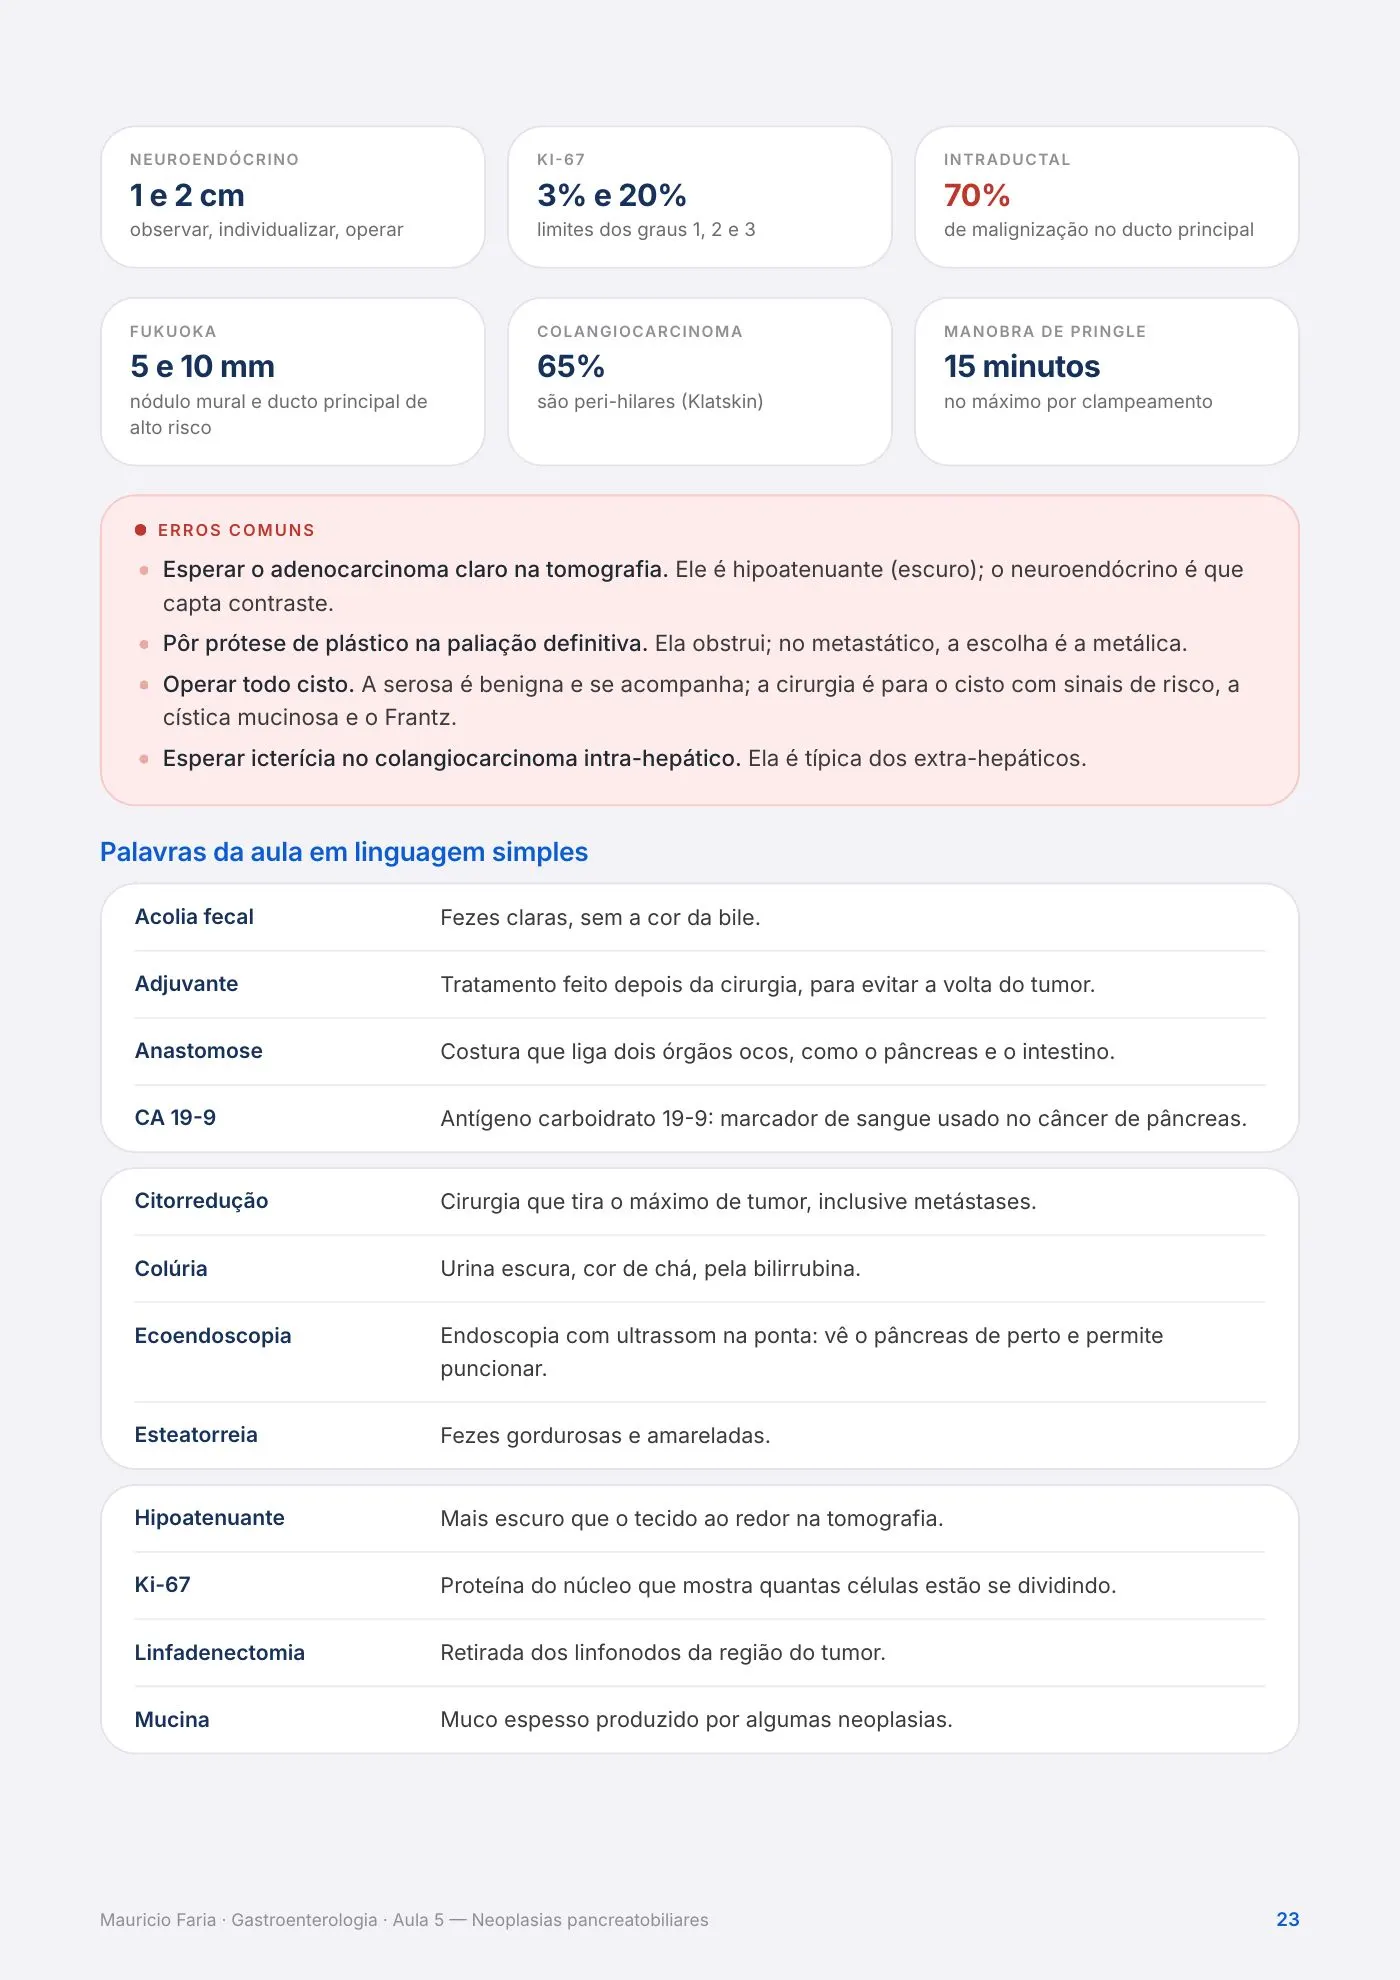 NEUROENDÓCRINO
1 e 2 cm
observar, individualizar, operar
KI-67
3% e 20%
limites dos graus 1, 2 e 3
INTRADUCTAL
70%
de malignização no ducto principal
FUKUOKA
5 e 10 mm
nódulo mural e ducto principal de
alto risco
COLANGIOCARCINOMA
65%
são peri-hilares (Klatskin)
MANOBRA DE PRINGLE
15 minutos
no máximo por clampeamento
ERROS COMUNS
Esperar o adenocarcinoma claro na tomografia. Ele é hipoatenuante (escuro); o neuroendócrino é que
capta contraste.
Pôr prótese de plástico na paliação definitiva. Ela obstrui; no metastático, a escolha é a metálica.
Operar todo cisto. A serosa é benigna e se acompanha; a cirurgia é para o cisto com sinais de risco, a
cística mucinosa e o Frantz.
Esperar icterícia no colangiocarcinoma intra-hepático. Ela é típica dos extra-hepáticos.
Palavras da aula em linguagem simples
Acolia fecal Fezes claras, sem a cor da bile.
Adjuvante Tratamento feito depois da cirurgia, para evitar a volta do tumor.
Anastomose Costura que liga dois órgãos ocos, como o pâncreas e o intestino.
CA 19-9 Antígeno carboidrato 19-9: marcador de sangue usado no câncer de pâncreas.
Citorredução Cirurgia que tira o máximo de tumor, inclusive metástases.
Colúria Urina escura, cor de chá, pela bilirrubina.
Ecoendoscopia Endoscopia com ultrassom na ponta: vê o pâncreas de perto e permite
puncionar.
Esteatorreia Fezes gordurosas e amareladas.
Hipoatenuante Mais escuro que o tecido ao redor na tomografia.
Ki-67 Proteína do núcleo que mostra quantas células estão se dividindo.
Linfadenectomia Retirada dos linfonodos da região do tumor.
Mucina Muco espesso produzido por algumas neoplasias.
Mauricio Faria · Gastroenterologia · Aula 5 — Neoplasias pancreatobiliares 23